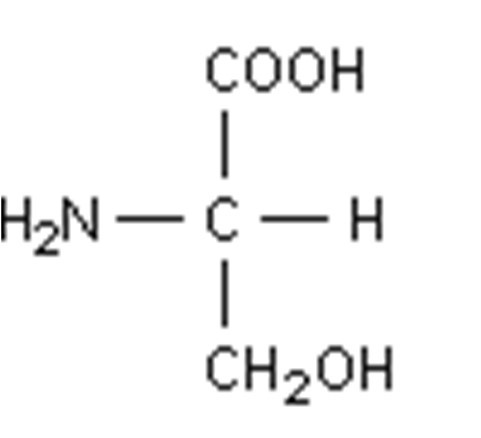 COOH
H₂N — C — H
CH₂OH